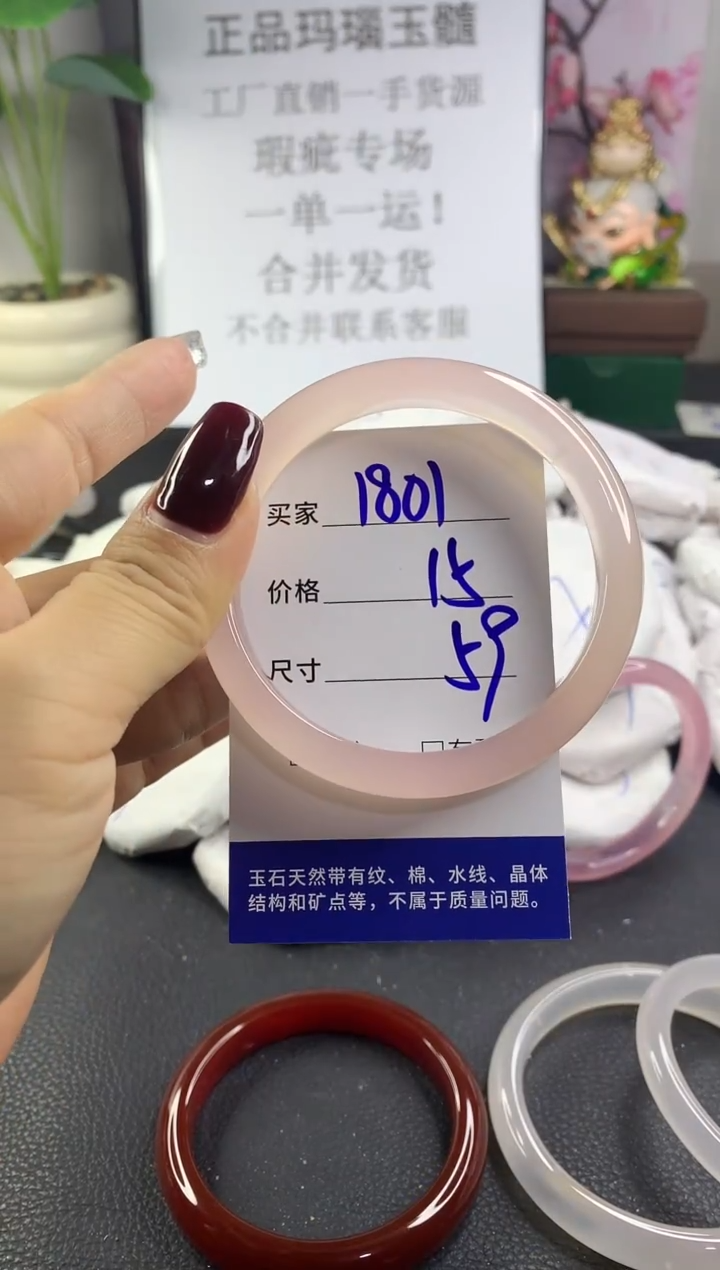 正品玛瑙玉髓
工厂直销一手货源
瑕疵专场
一单一运！
合并发货
不合并联系客服
买家 1801
价格 15
尺寸 59
玉石天然带有纹、棉、水线、晶体
结构和矿点等，不属于质量问题。